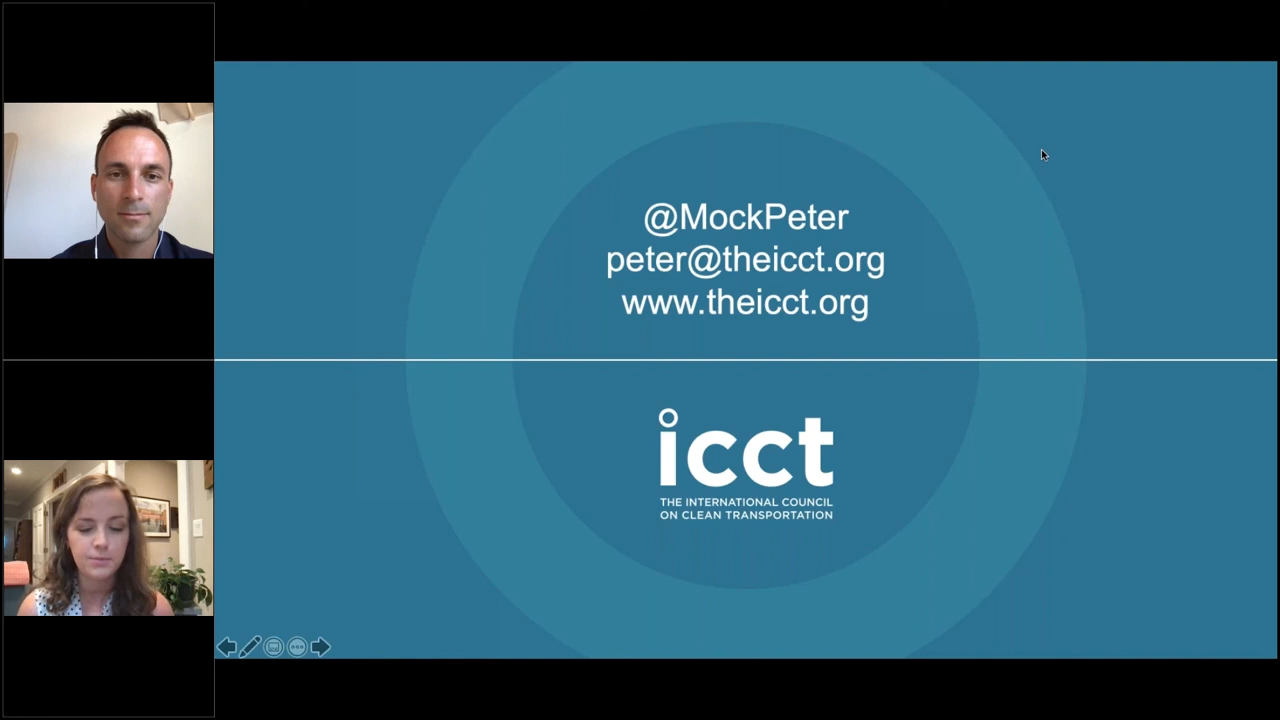 @MockPeter
peter@theicct.org
www.theicct.org
icct
THE INTERNATIONAL COUNCIL
ON CLEAN TRANSPORTATION